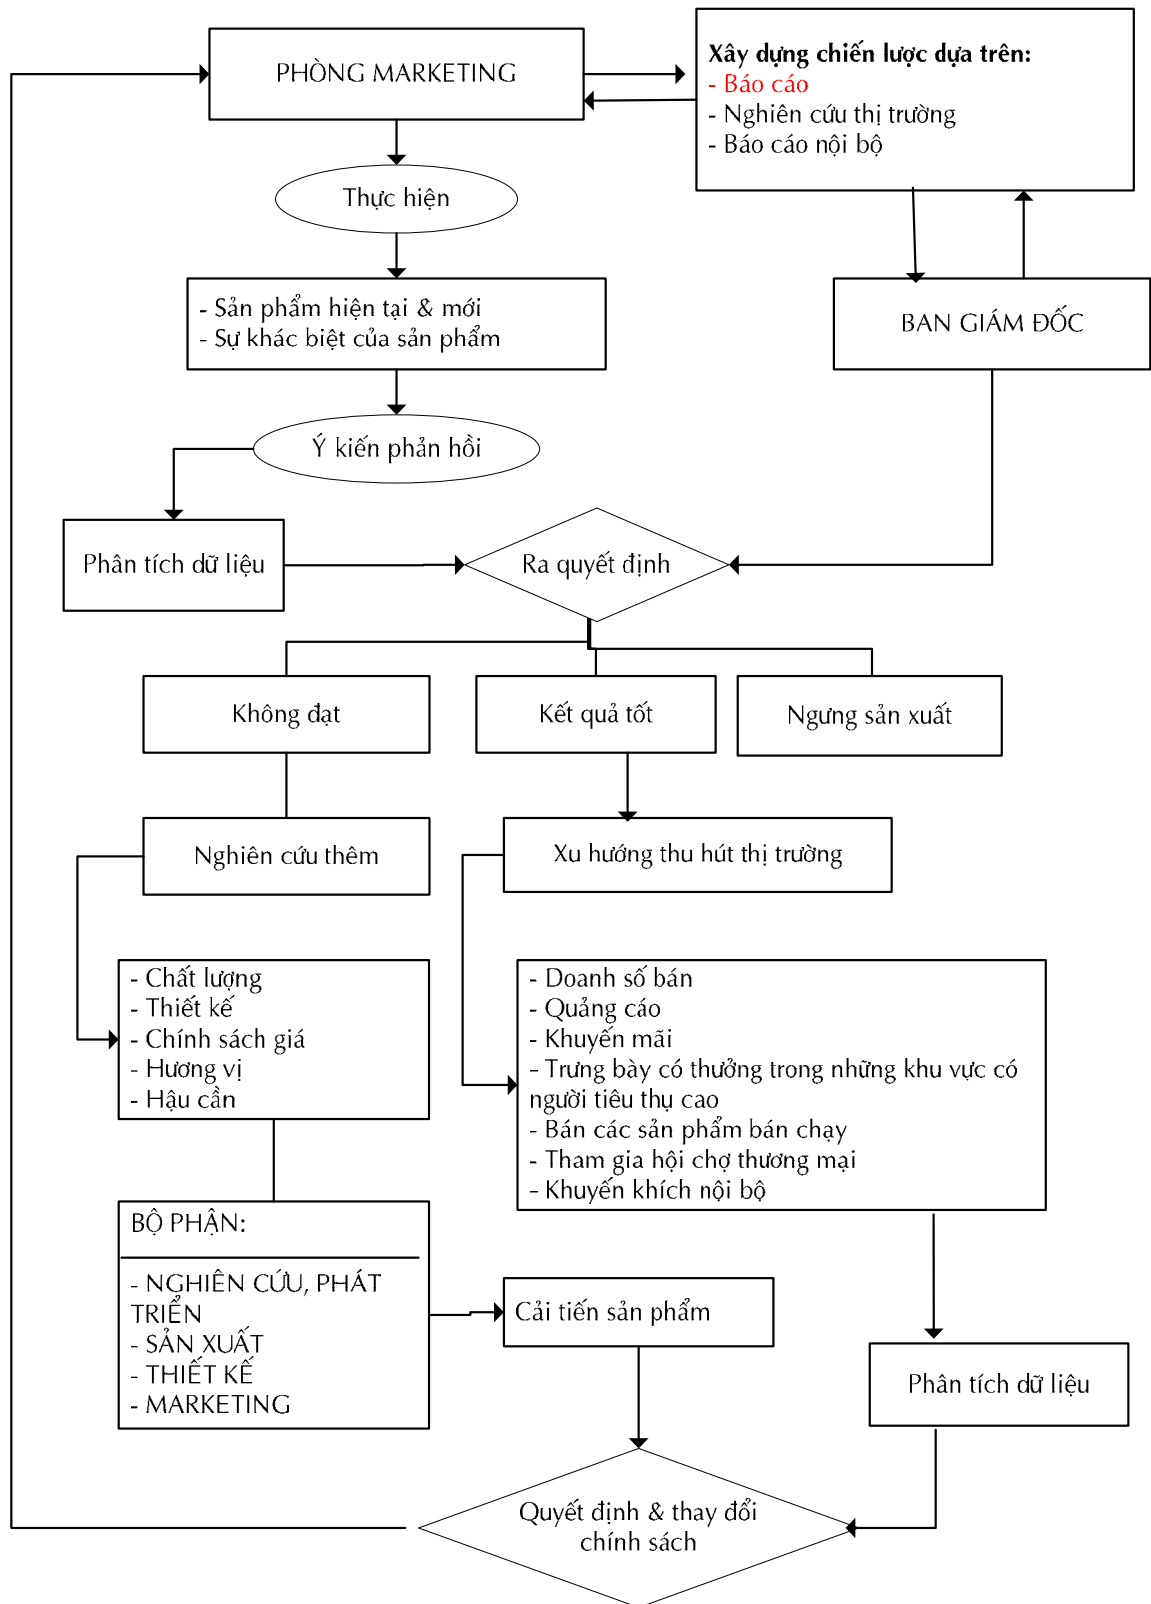 PHÒNG MARKETING
Xây dựng chiến lược dựa trên:
- Báo cáo
- Nghiên cứu thị trường
- Báo cáo nội bộ
Thực hiện
- Sản phẩm hiện tại & mới
- Sự khác biệt của sản phẩm
BAN GIÁM ĐỐC
Ý kiến phản hồi
Phân tích dữ liệu
Ra quyết định
Không đạt
Kết quả tốt
Ngưng sản xuất
Nghiên cứu thêm
Xu hướng thu hút thị trường
- Chất lượng
- Thiết kế
- Chính sách giá
- Hương vị
- Hậu cần
- Doanh số bán
- Quảng cáo
- Khuyến mãi
- Trưng bày có thưởng trong những khu vực có
người tiêu thụ cao
- Bán các sản phẩm bán chạy
- Tham gia hội chợ thương mại
- Khuyến khích nội bộ
BỘ PHẬN:
- NGHIÊN CỨU, PHÁT
TRIỂN
- SẢN XUẤT
- THIẾT KẾ
- MARKETING
Cải tiến sản phẩm
Phân tích dữ liệu
Quyết định & thay đổi
chính sách